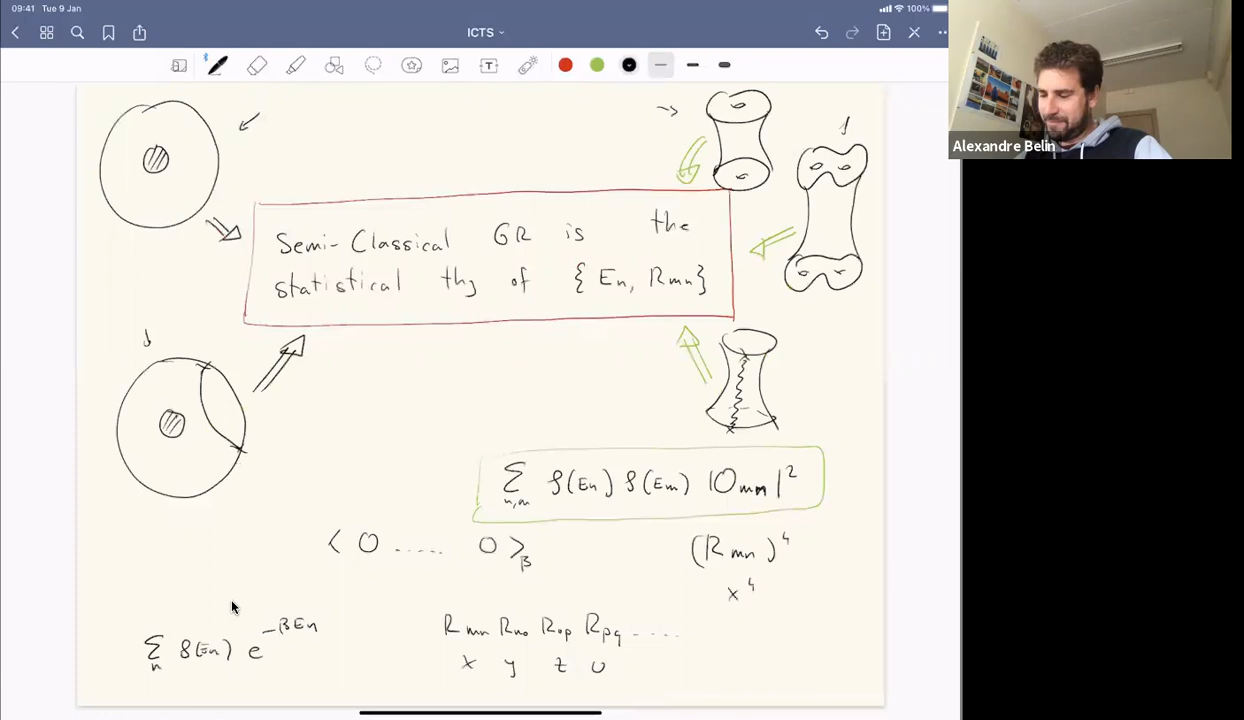 09:41 Tue 9 Jan
100%
ICTS
Alexandre Belin
Semi-Classical GR is the
statistical thy of {En, Rmn}
Σ n,m ρ(En) ρ(Em) |Omn|²
< O ..... O >β
(Rmn)⁴
x⁴
Σ n ρ(En) e^-βEn
Rmn Rno Rop Rpq ....
x y z u